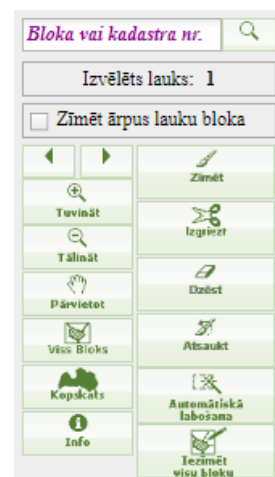 Bloka vai kadastra nr.
Izvēlēts lauks: 1
Zīmēt ārpus lauku bloka
Tuvināt
Tālināt
Pārvietot
Viss Bloks
Kopskats
Info
Zīmēt
Izgriezt
Dzēst
Atsaukt
Automātiskā
labošana
Iezīmēt
visu bloku